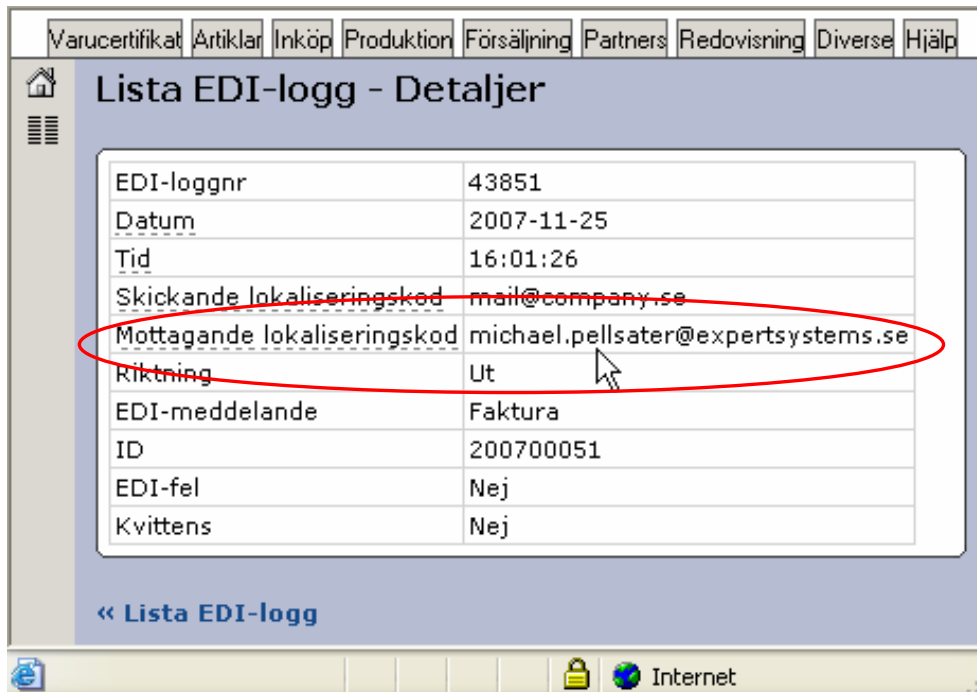 Varucertifikat Artiklar Inköp Produktion Försäljning Partners Redovisning Diverse Hjälp
Lista EDI-logg - Detaljer
EDI-loggnr 43851
Datum 2007-11-25
Tid 16:01:26
Skickande lokaliseringskod mail@company.se
Mottagande lokaliseringskod michael.pellsater@expertsystems.se
Riktning Ut
EDI-meddelande Faktura
ID 200700051
EDI-fel Nej
Kvittens Nej
« Lista EDI-logg
Internet